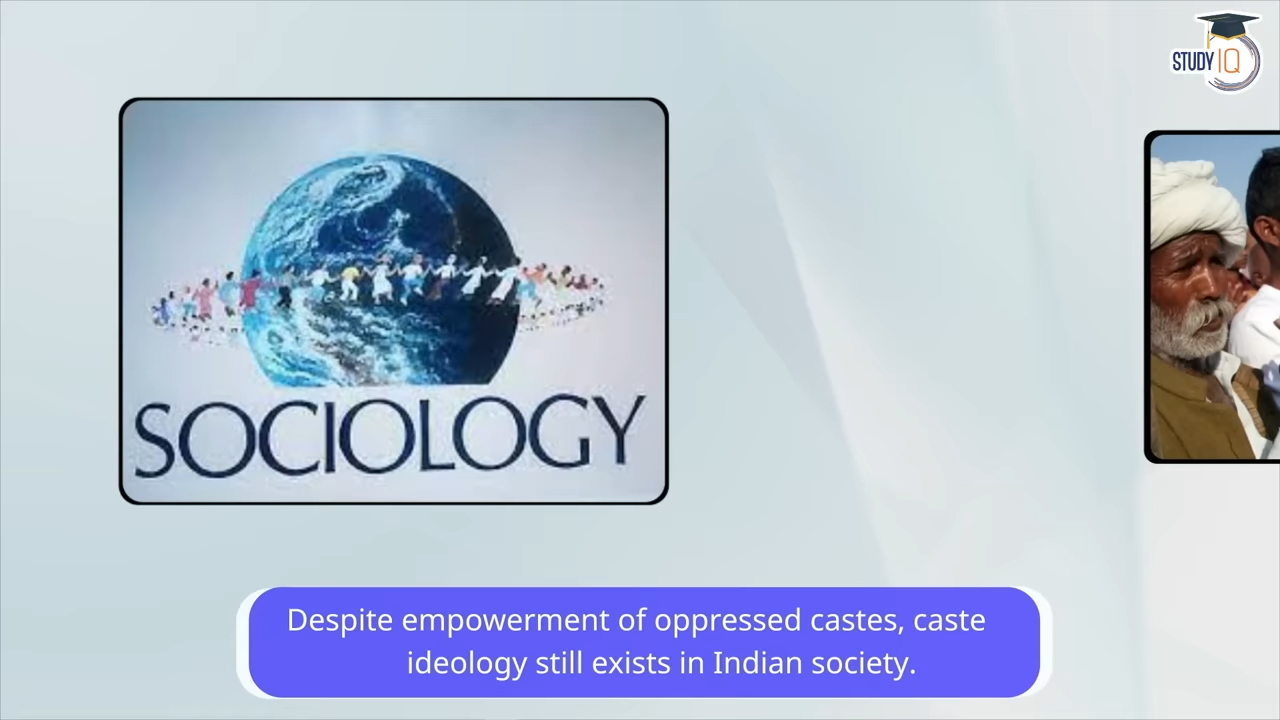 STUDY IQ
SOCIOLOGY
Despite empowerment of oppressed castes, caste
ideology still exists in Indian society.